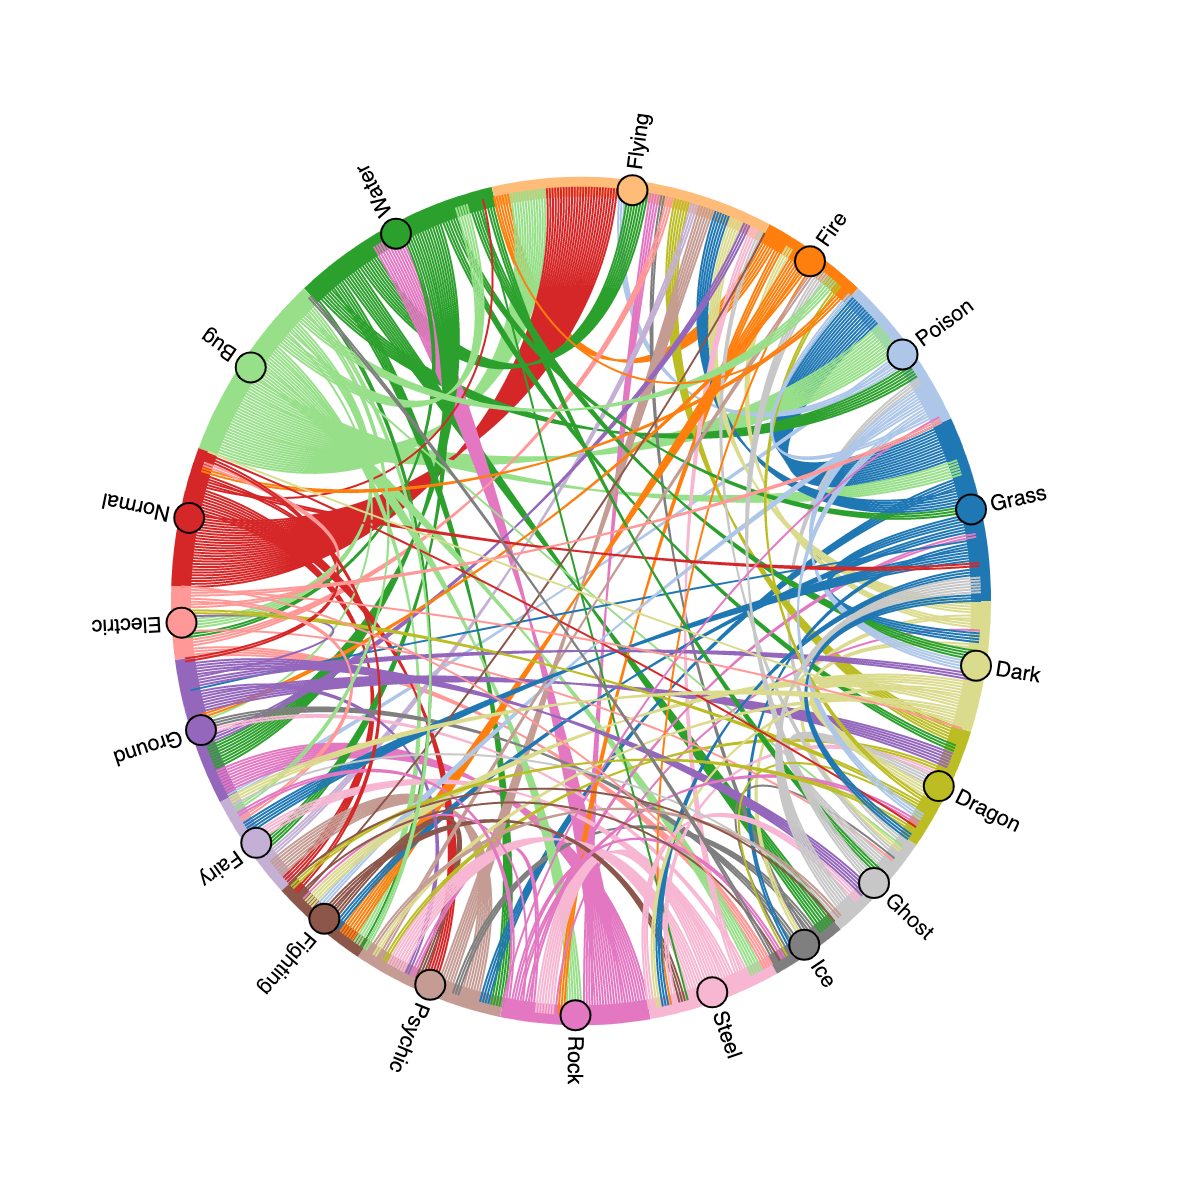 Flying
Fire
Poison
Grass
Dark
Dragon
Ghost
Ice
Steel
Rock
Psychic
Fighting
Fairy
Ground
Electric
Normal
Bug
Water